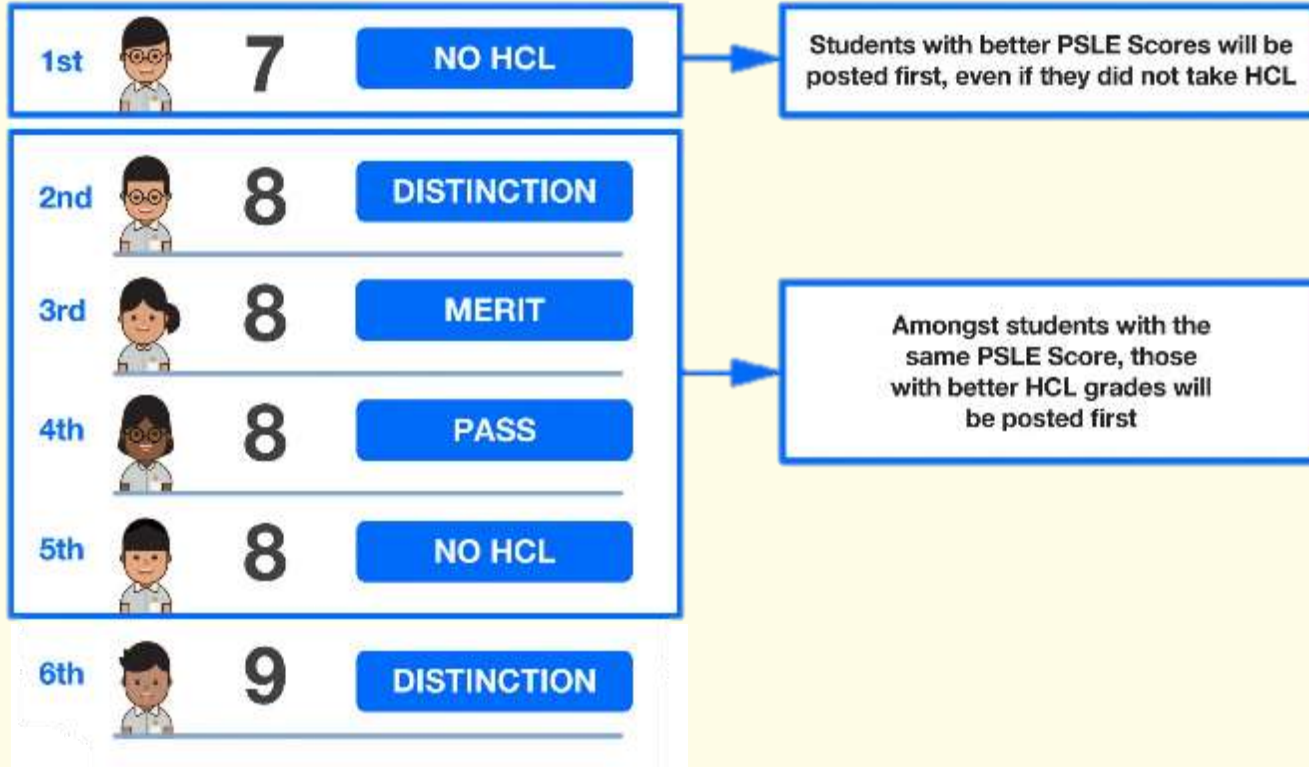 1st 7 NO HCL
Students with better PSLE Scores will be
posted first, even if they did not take HCL
2nd 8 DISTINCTION
3rd 8 MERIT
4th 8 PASS
5th 8 NO HCL
Amongst students with the
same PSLE Score, those
with better HCL grades will
be posted first
6th 9 DISTINCTION